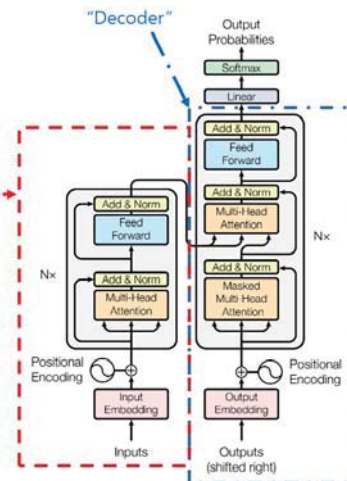 "Decoder"
Output
Probabilities
Softmax
Linear
Add & Norm
Feed
Forward
Add & Norm
Multi-Head
Attention
Nx
Add & Norm
Masked
Multi-Head
Attention
Positional
Encoding
Output
Embedding
Outputs
(shifted right)
Add & Norm
Feed
Forward
Nx
Add & Norm
Multi-Head
Attention
Positional
Encoding
Input
Embedding
Inputs